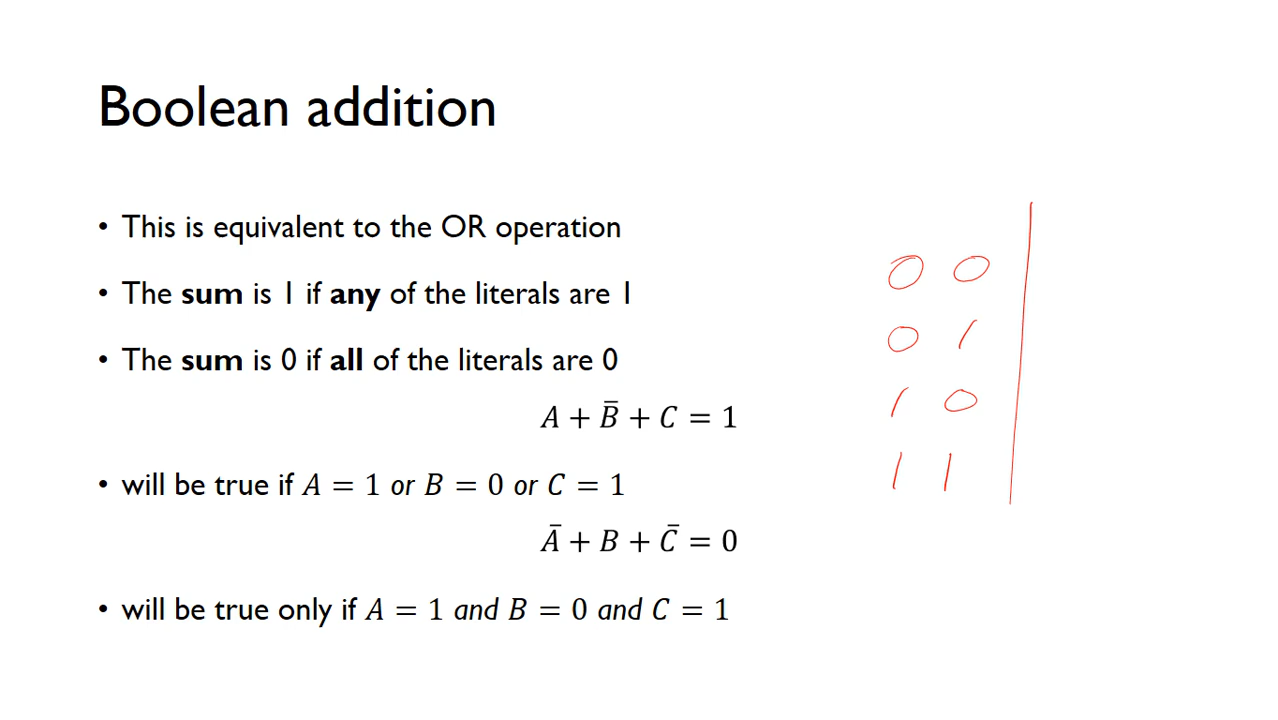 Boolean addition
• This is equivalent to the OR operation
• The sum is 1 if any of the literals are 1
• The sum is 0 if all of the literals are 0
A + B̅ + C = 1
• will be true if A = 1 or B = 0 or C = 1
A̅ + B + C̅ = 0
• will be true only if A = 1 and B = 0 and C = 1
0 0
0 1
1 0
1 1